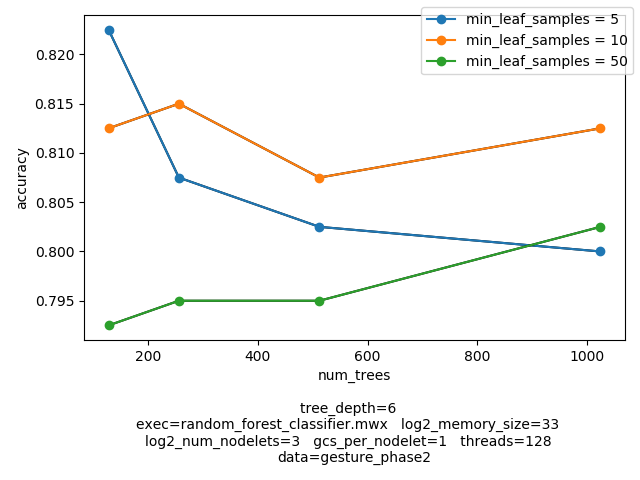 min_leaf_samples = 5
min_leaf_samples = 10
min_leaf_samples = 50
0.820
0.815
0.810
0.805
0.800
0.795
accuracy
200 400 600 800 1000
num_trees
tree_depth=6
exec=random_forest_classifier.mwx log2_memory_size=33
log2_num_nodelets=3 gcs_per_nodelet=1 threads=128
data=gesture_phase2